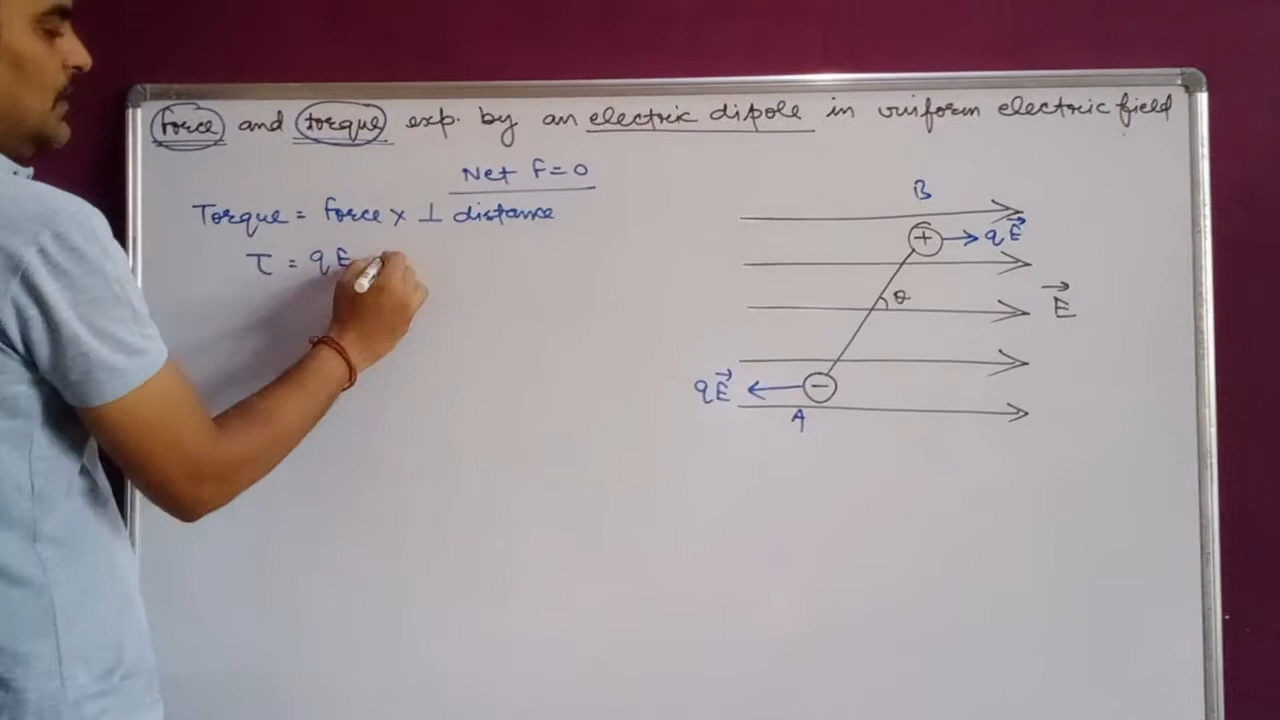 Force and torque exp. by an electric dipole in uniform electric field
Net F=0
Torque = force × ⊥ distance
τ = qE
B
+
qE⃗
θ
E⃗
qE⃗
−
A